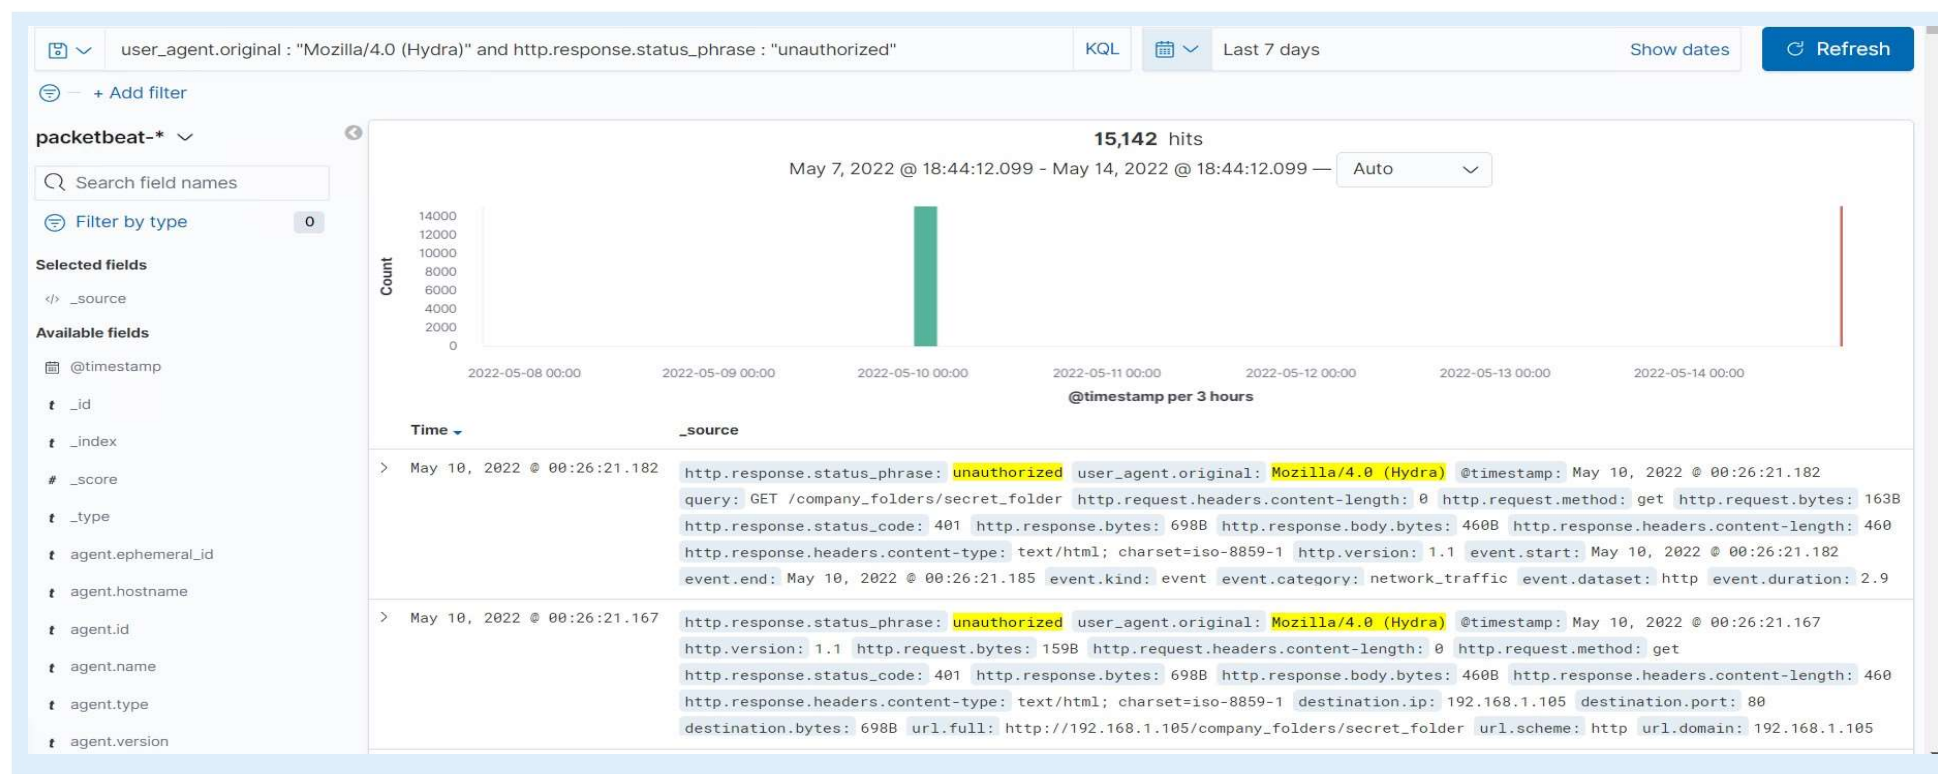 user_agent.original : "Mozilla/4.0 (Hydra)" and http.response.status_phrase : "unauthorized"
KQL
Last 7 days
Show dates
Refresh
+ Add filter
packetbeat-*
Search field names
Filter by type
0
Selected fields
_source
Available fields
@timestamp
t _id
t _index
# _score
t _type
t agent.ephemeral_id
t agent.hostname
t agent.id
t agent.name
t agent.type
t agent.version
15,142 hits
May 7, 2022 @ 18:44:12.099 - May 14, 2022 @ 18:44:12.099 —
Auto
Count
14000
12000
10000
8000
6000
4000
2000
0
2022-05-08 00:00
2022-05-09 00:00
2022-05-10 00:00
2022-05-11 00:00
2022-05-12 00:00
2022-05-13 00:00
2022-05-14 00:00
@timestamp per 3 hours
Time
_source
May 10, 2022 @ 00:26:21.182
http.response.status_phrase: unauthorized user_agent.original: Mozilla/4.0 (Hydra) @timestamp: May 10, 2022 @ 00:26:21.182
query: GET /company_folders/secret_folder http.request.headers.content-length: 0 http.request.method: get http.request.bytes: 163B
http.response.status_code: 401 http.response.bytes: 698B http.response.body.bytes: 460B http.response.headers.content-length: 460
http.response.headers.content-type: text/html; charset=iso-8859-1 http.version: 1.1 event.start: May 10, 2022 @ 00:26:21.182
event.end: May 10, 2022 @ 00:26:21.185 event.kind: event event.category: network_traffic event.dataset: http event.duration: 2.9
May 10, 2022 @ 00:26:21.167
http.response.status_phrase: unauthorized user_agent.original: Mozilla/4.0 (Hydra) @timestamp: May 10, 2022 @ 00:26:21.167
http.version: 1.1 http.request.bytes: 159B http.request.headers.content-length: 0 http.request.method: get
http.response.status_code: 401 http.response.bytes: 698B http.response.body.bytes: 460B http.response.headers.content-length: 460
http.response.headers.content-type: text/html; charset=iso-8859-1 destination.ip: 192.168.1.105 destination.port: 80
destination.bytes: 698B url.full: http://192.168.1.105/company_folders/secret_folder url.scheme: http url.domain: 192.168.1.105